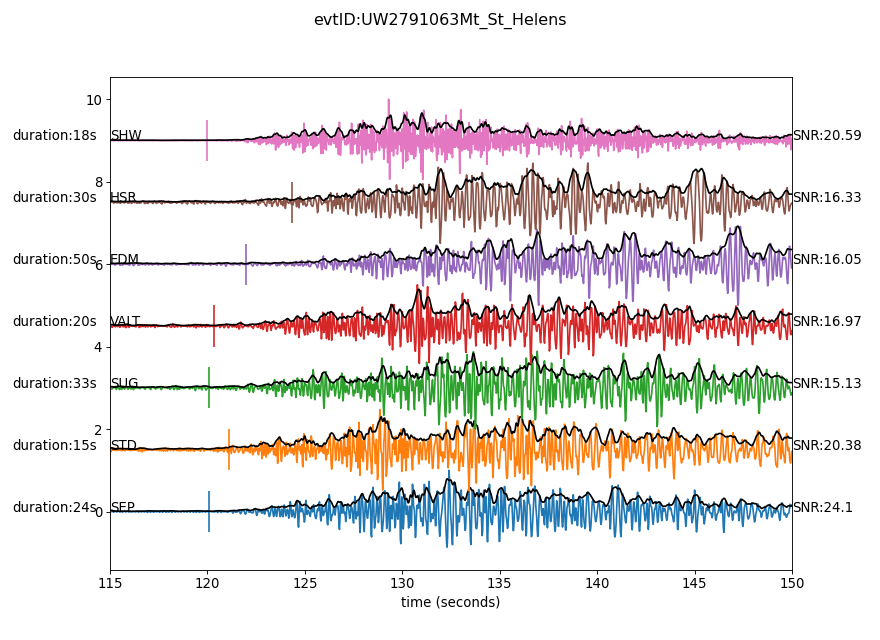 evtID:UW2791063Mt_St_Helens
10
duration:18s SHW SNR:20.59
8
duration:30s HSR SNR:16.33
duration:50s EDM SNR:16.05
6
duration:20s VALT SNR:16.97
4
duration:33s SUG SNR:15.13
2
duration:15s STD SNR:20.38
duration:24s SEP SNR:24.1
0
115 120 125 130 135 140 145 150
time (seconds)